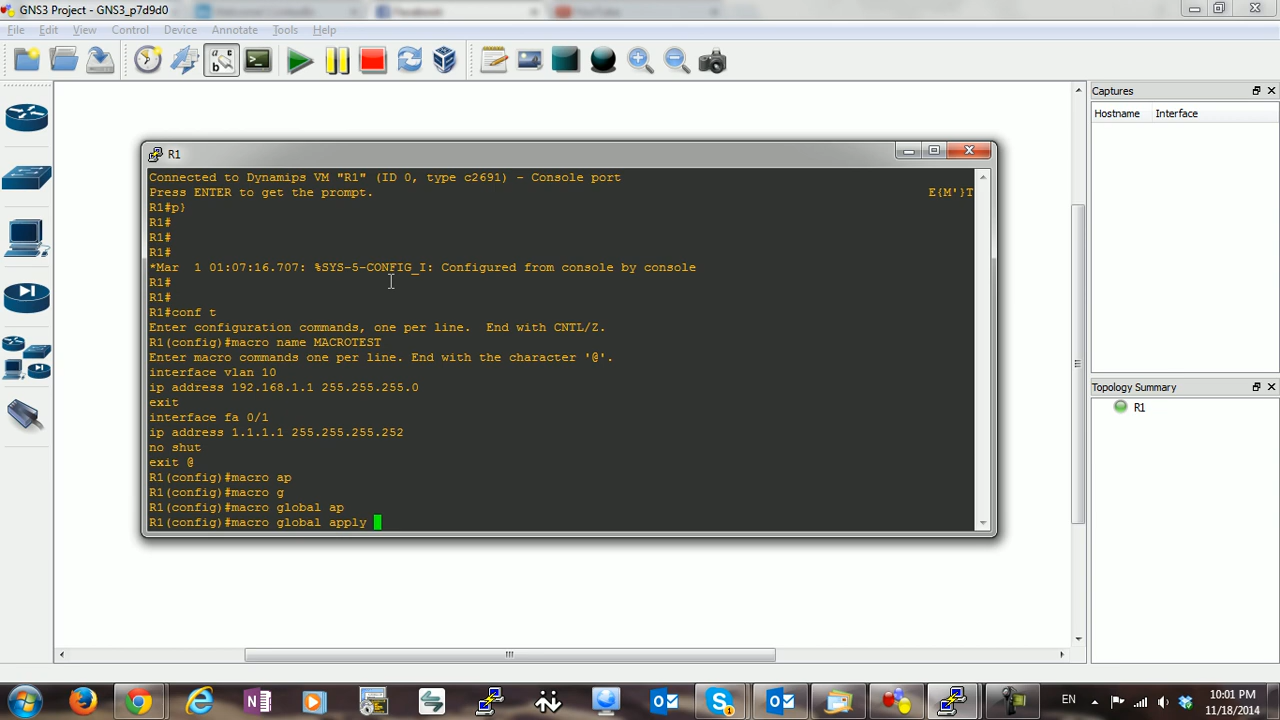 GNS3 Project - GNS3_p7d9d0
Facebook
YouTube
File Edit View Control Device Annotate Tools Help
R1
Connected to Dynamips VM "R1" (ID 0, type c2691) - Console port
Press ENTER to get the prompt.
E{M'}T
R1#p}
R1#
R1#
R1#
*Mar  1 01:07:16.707: %SYS-5-CONFIG_I: Configured from console by console
R1#
R1#
R1#conf t
Enter configuration commands, one per line.  End with CNTL/Z.
R1(config)#macro name MACROTEST
Enter macro commands one per line. End with the character '@'.
interface vlan 10
ip address 192.168.1.1 255.255.255.0
exit
interface fa 0/1
ip address 1.1.1.1 255.255.255.252
no shut
exit @
R1(config)#macro ap
R1(config)#macro g
R1(config)#macro global ap
R1(config)#macro global apply
Captures
Hostname Interface
Topology Summary
R1
EN
10:01 PM
11/18/2014